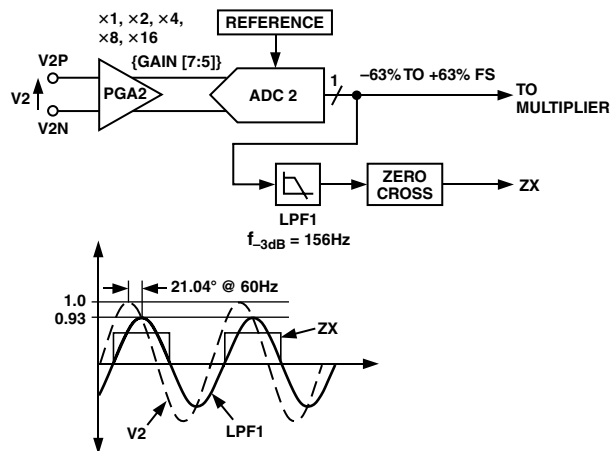 ×1, ×2, ×4,
×8, ×16
REFERENCE
V2P
{GAIN [7:5]}
V2
PGA2
ADC 2
1
–63% TO +63% FS
TO
MULTIPLIER
V2N
LPF1
f–3dB = 156Hz
ZERO
CROSS
ZX
21.04° @ 60Hz
1.0
0.93
ZX
V2
LPF1